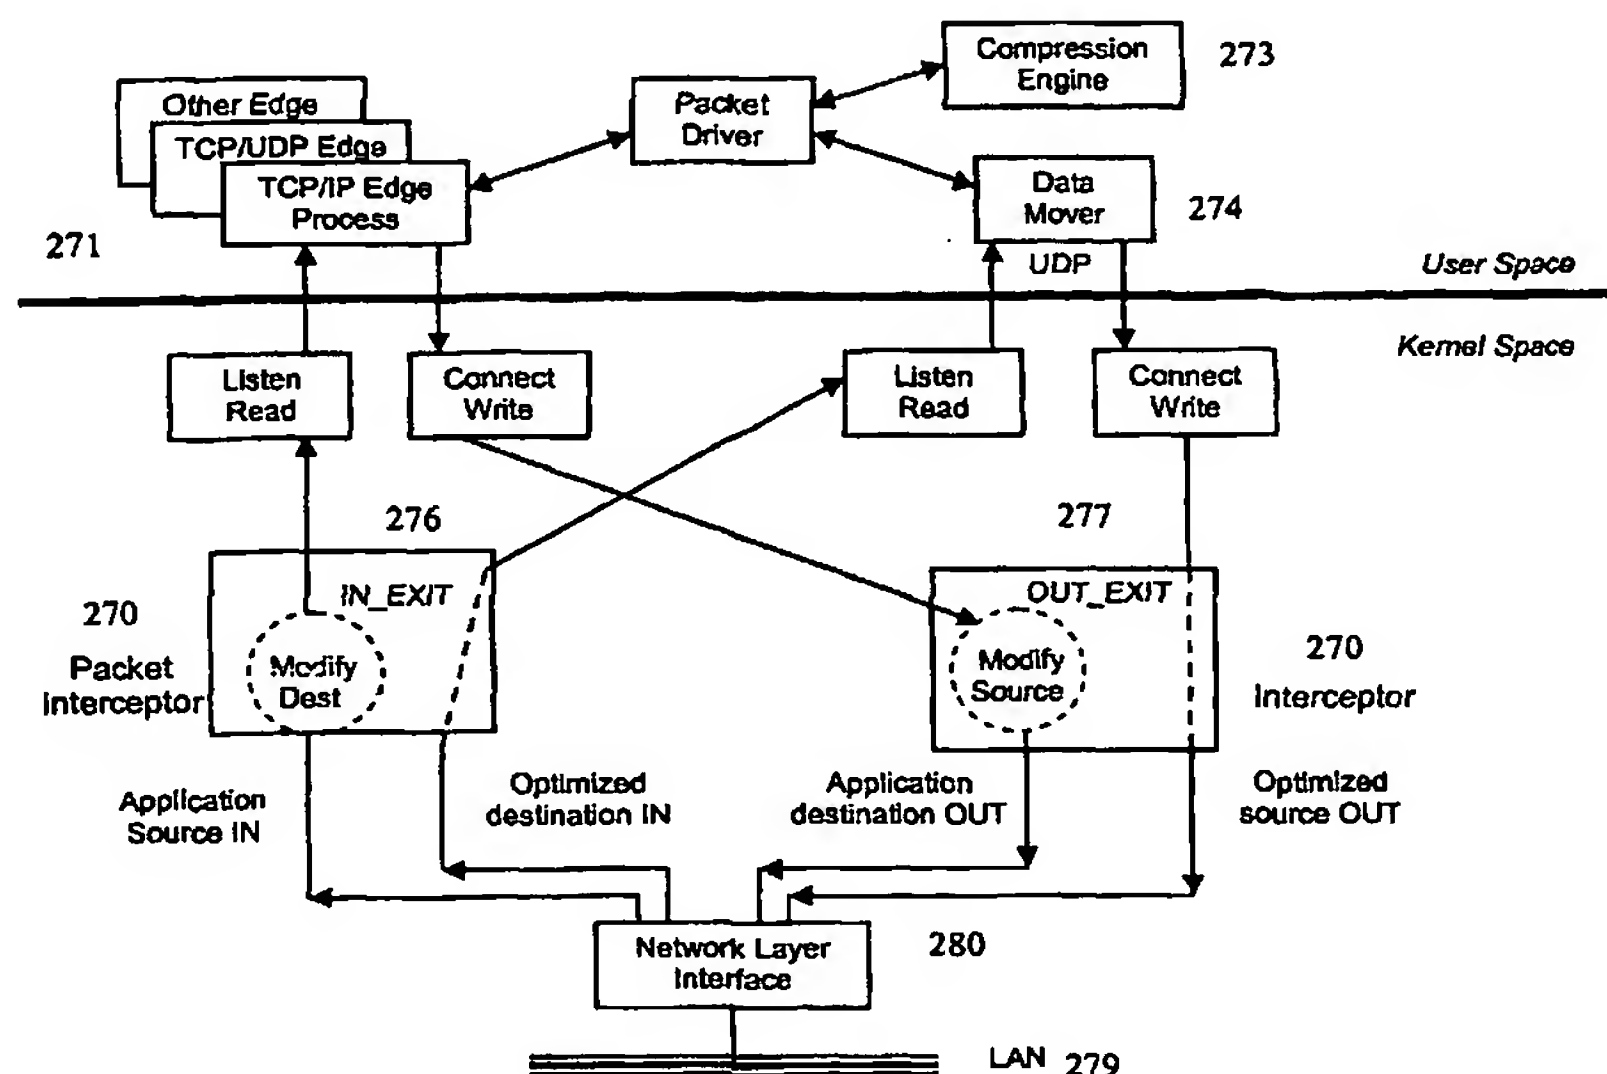 Compression
Engine
273
Other Edge
TCP/UDP Edge
TCP/IP Edge
Process
271
Packet
Driver
Data
Mover
274
UDP
User Space
Kernel Space
Listen
Read
Connect
Write
Listen
Read
Connect
Write
276
277
270
Packet
Interceptor
IN_EXIT
Modify
Dest
OUT_EXIT
Modify
Source
270
Interceptor
Application
Source IN
Optimized
destination IN
Application
destination OUT
Optimized
source OUT
Network Layer
Interface
280
LAN 279